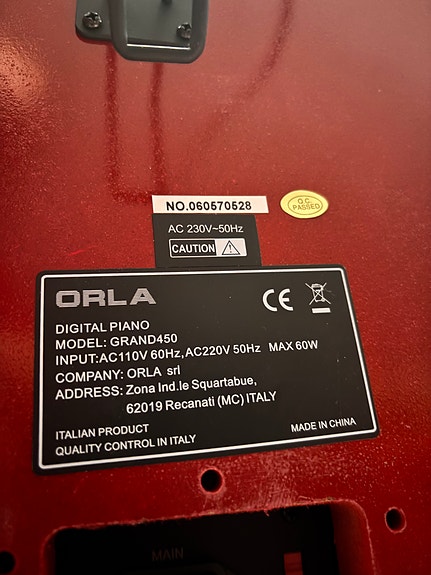 NO.060570528
Q.C.
PASSED
AC 230V~50Hz
CAUTION
ORLA
CE
DIGITAL PIANO
MODEL: GRAND450
INPUT:AC110V 60Hz, AC220V 50Hz MAX 60W
COMPANY: ORLA srl
ADDRESS: Zona Ind.le Squartabue,
62019 Recanati (MC) ITALY
ITALIAN PRODUCT
QUALITY CONTROL IN ITALY
MADE IN CHINA
MAIN